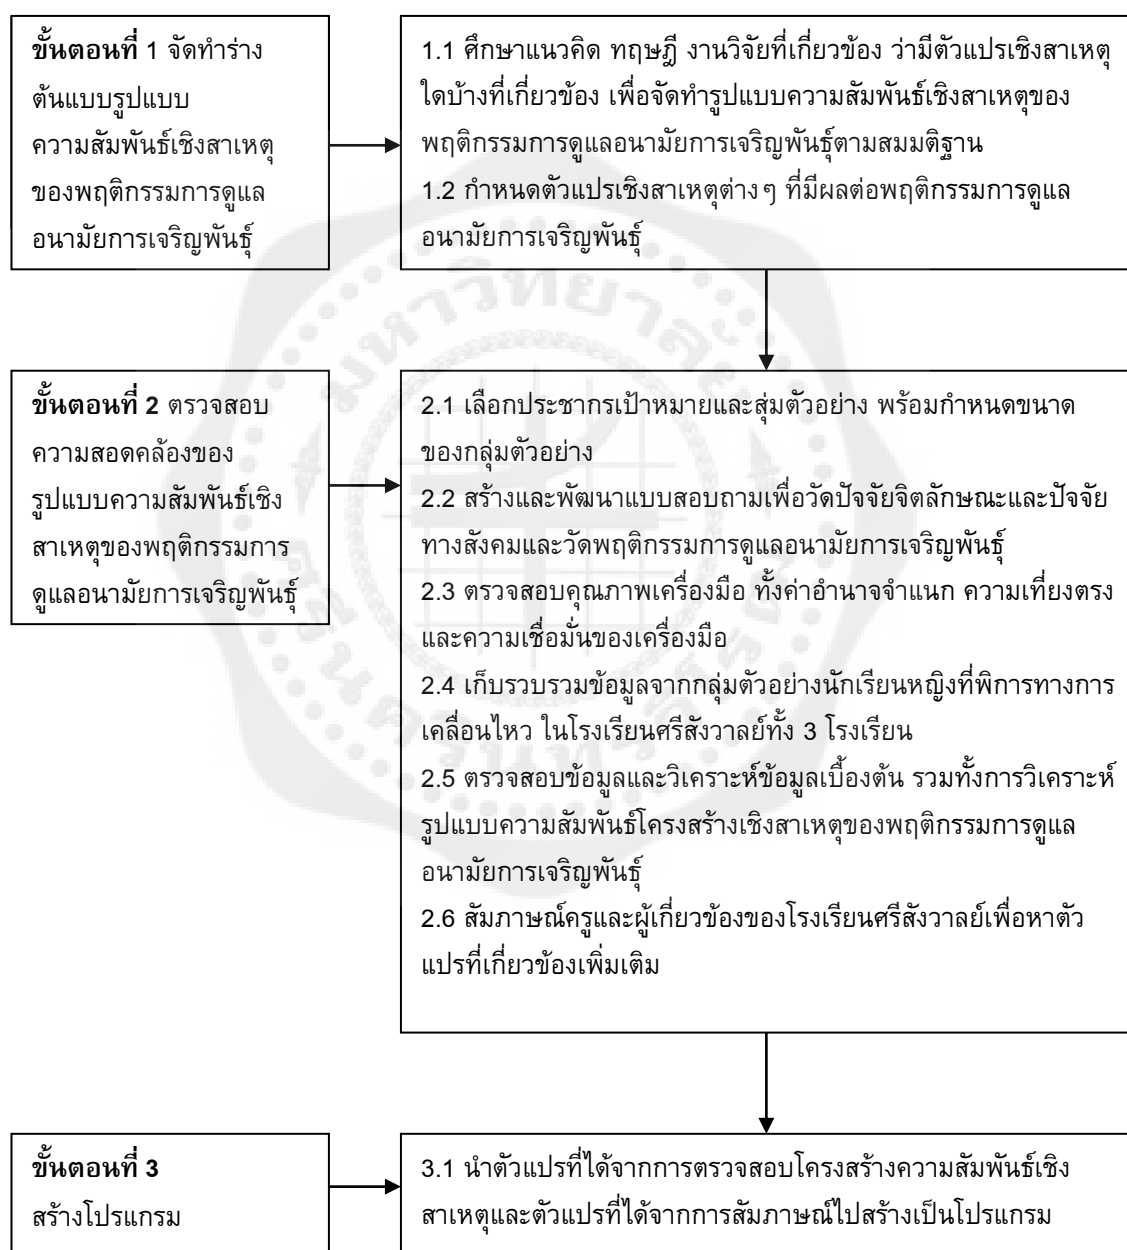 ขั้นตอนที่ 1 จัดทำร่าง
ต้นแบบรูปแบบ
ความสัมพันธ์เชิงสาเหตุ
ของพฤติกรรมการดูแล
อนามัยการเจริญพันธุ์
1.1 ศึกษาแนวคิด ทฤษฎี งานวิจัยที่เกี่ยวข้อง ว่ามีตัวแปรเชิงสาเหตุ
ใดบ้างที่เกี่ยวข้อง เพื่อจัดทำรูปแบบความสัมพันธ์เชิงสาเหตุของ
พฤติกรรมการดูแลอนามัยการเจริญพันธุ์ตามสมมติฐาน
1.2 กำหนดตัวแปรเชิงสาเหตุต่างๆ ที่มีผลต่อพฤติกรรมการดูแล
อนามัยการเจริญพันธุ์
ขั้นตอนที่ 2 ตรวจสอบ
ความสอดคล้องของ
รูปแบบความสัมพันธ์เชิง
สาเหตุของพฤติกรรมการ
ดูแลอนามัยการเจริญพันธุ์
2.1 เลือกประชากรเป้าหมายและสุ่มตัวอย่าง พร้อมกำหนดขนาด
ของกลุ่มตัวอย่าง
2.2 สร้างและพัฒนาแบบสอบถามเพื่อวัดปัจจัยจิตลักษณะและปัจจัย
ทางสังคมและวัดพฤติกรรมการดูแลอนามัยการเจริญพันธุ์
2.3 ตรวจสอบคุณภาพเครื่องมือ ทั้งค่าอำนาจจำแนก ความเที่ยงตรง
และความเชื่อมั่นของเครื่องมือ
2.4 เก็บรวบรวมข้อมูลจากกลุ่มตัวอย่างนักเรียนหญิงที่พิการทางการ
เคลื่อนไหว ในโรงเรียนศรีสังวาลย์ทั้ง 3 โรงเรียน
2.5 ตรวจสอบข้อมูลและวิเคราะห์ข้อมูลเบื้องต้น รวมทั้งการวิเคราะห์
รูปแบบความสัมพันธ์โครงสร้างเชิงสาเหตุของพฤติกรรมการดูแล
อนามัยการเจริญพันธุ์
2.6 สัมภาษณ์ครูและผู้เกี่ยวข้องของโรงเรียนศรีสังวาลย์เพื่อหาตัว
แปรที่เกี่ยวข้องเพิ่มเติม
ขั้นตอนที่ 3
สร้างโปรแกรม
3.1 นำตัวแปรที่ได้จากการตรวจสอบโครงสร้างความสัมพันธ์เชิง
สาเหตุและตัวแปรที่ได้จากการสัมภาษณ์ไปสร้างเป็นโปรแกรม
มหาวิทยาลัย
ศรีนครินทรวิโรฒ